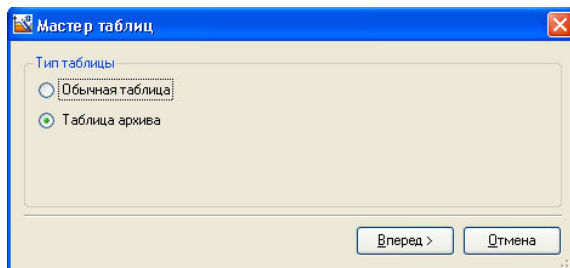 Мастер таблиц
Тип таблицы
Обычная таблица
Таблица архива
Вперед >
Отмена